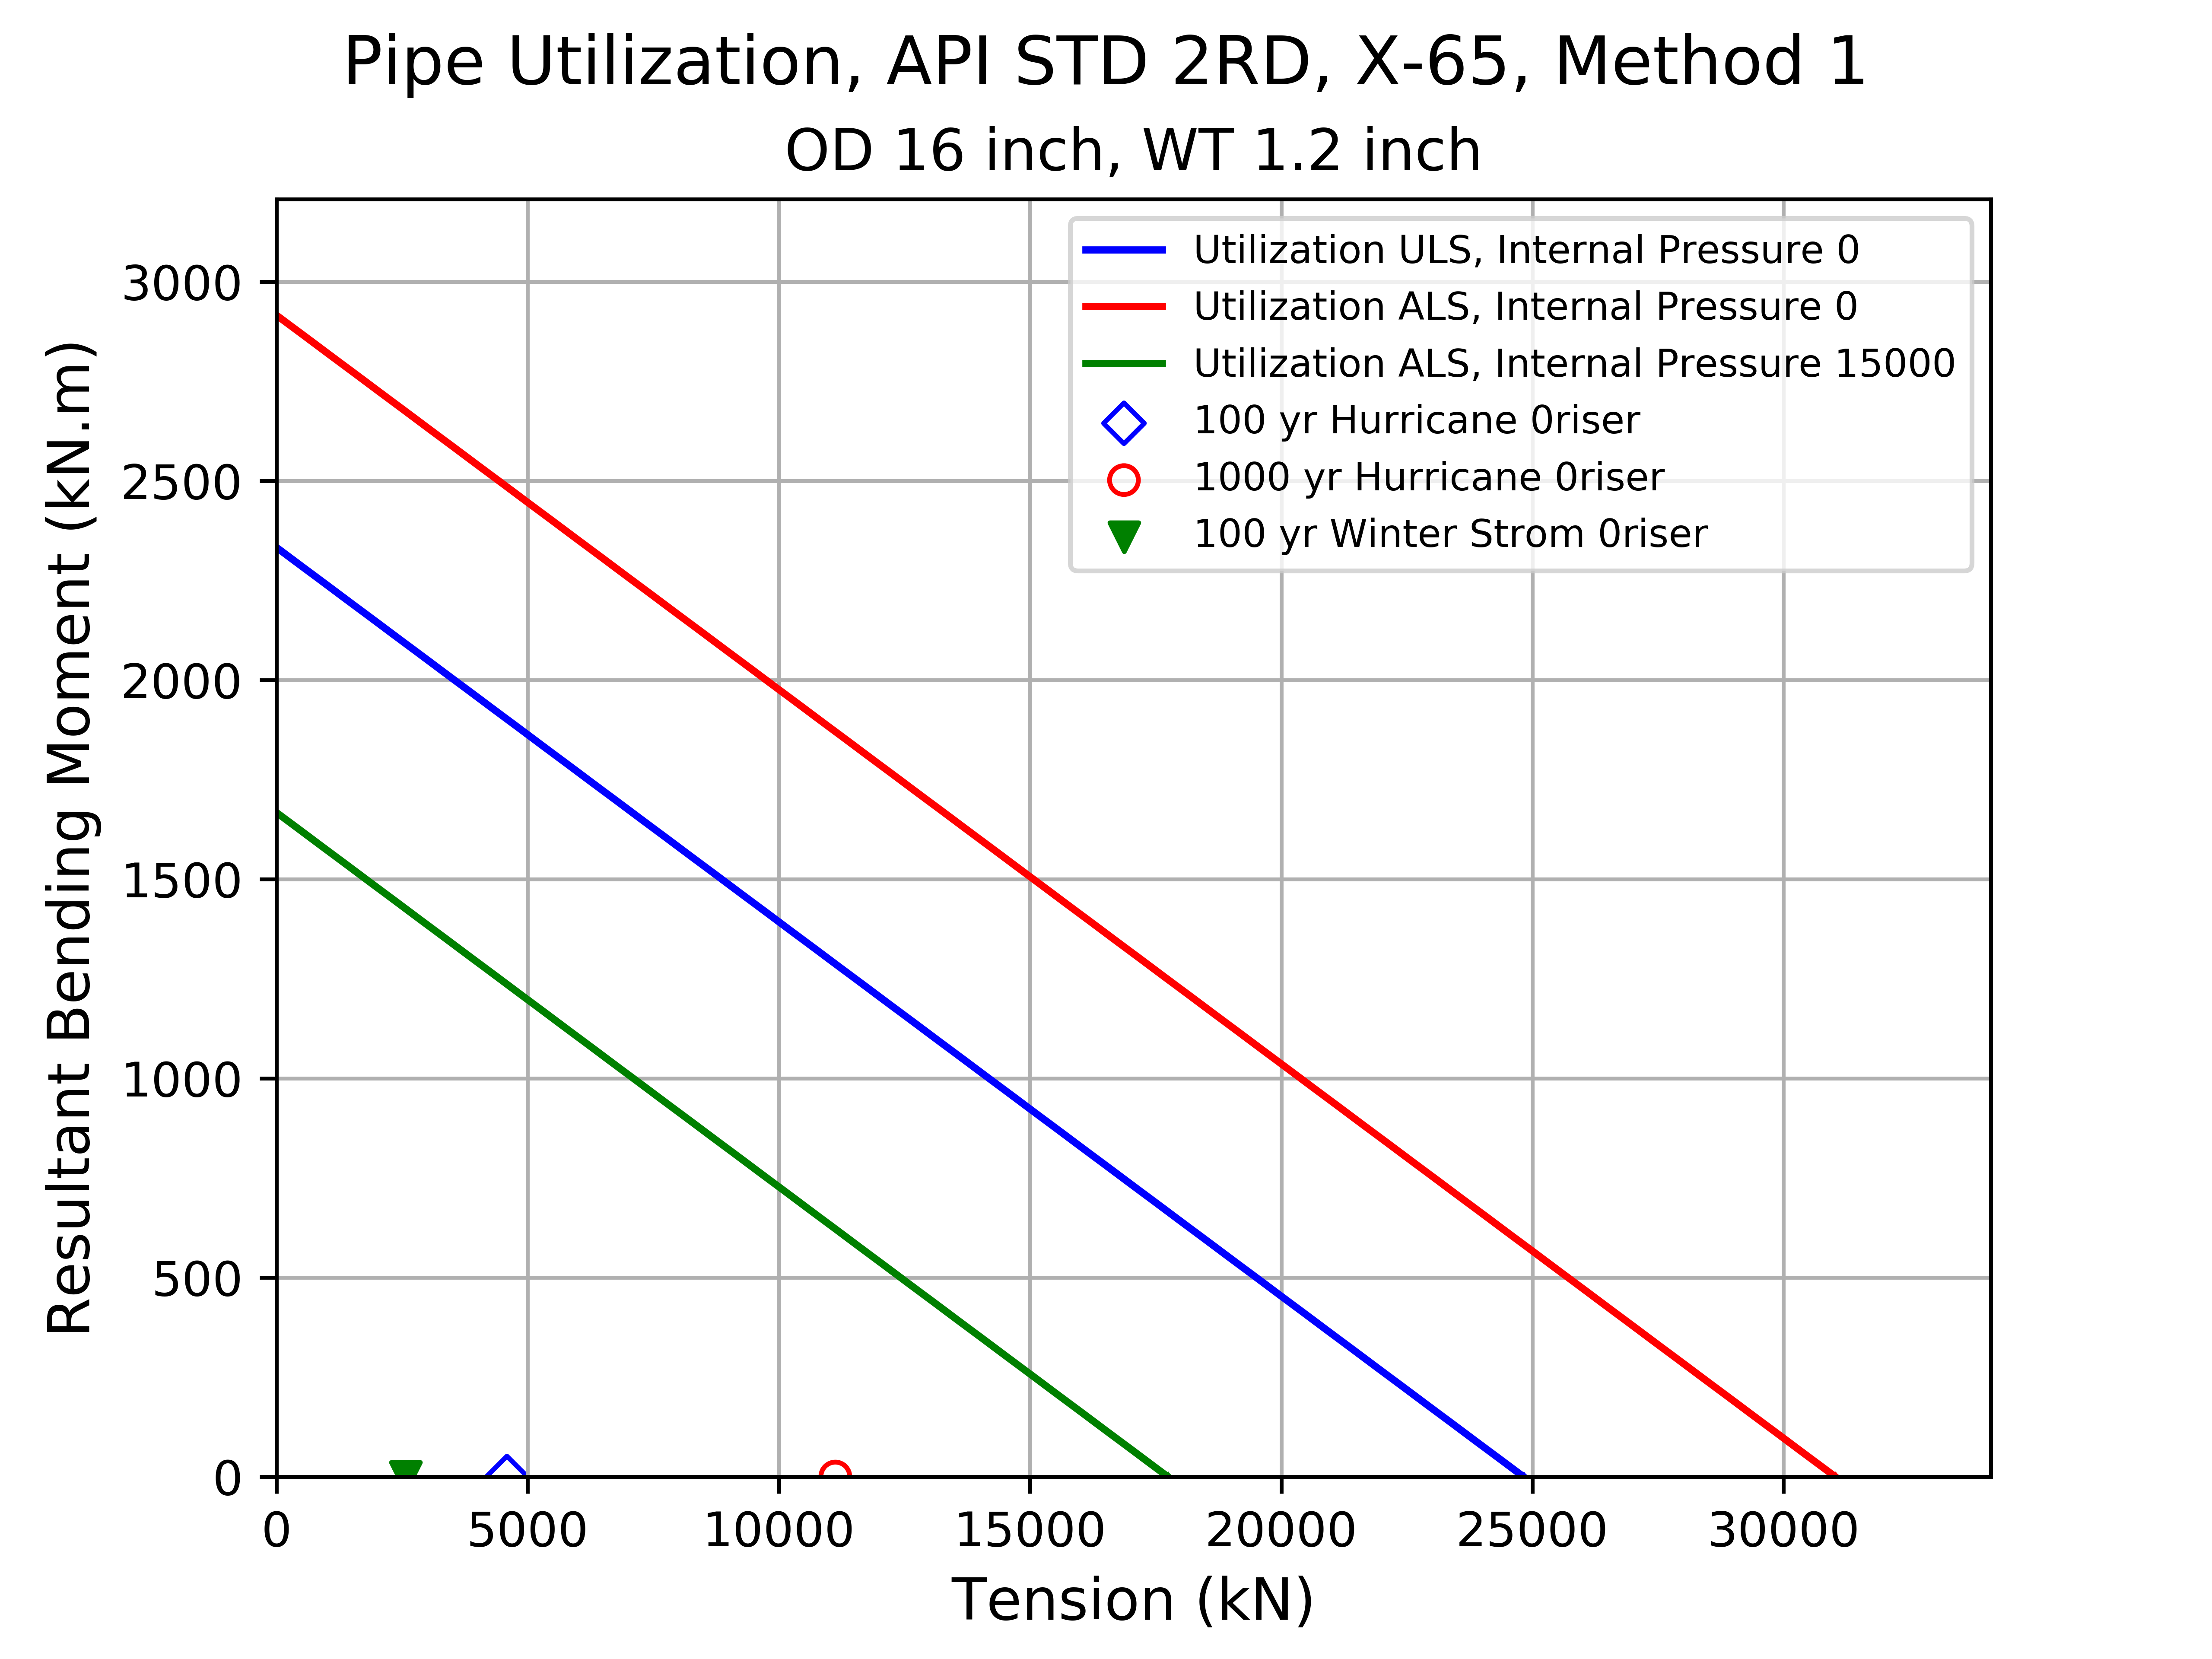 Pipe Utilization, API STD 2RD, X-65, Method 1
OD 16 inch, WT 1.2 inch
Utilization ULS, Internal Pressure 0
Utilization ALS, Internal Pressure 0
Utilization ALS, Internal Pressure 15000
100 yr Hurricane 0riser
1000 yr Hurricane 0riser
100 yr Winter Strom 0riser
Resultant Bending Moment (kN.m)
3000
2500
2000
1500
1000
500
0
0 5000 10000 15000 20000 25000 30000
Tension (kN)